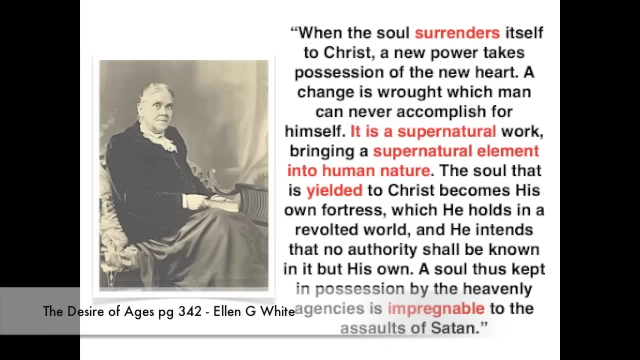 “When the soul surrenders itself
to Christ, a new power takes
possession of the new heart. A
change is wrought which man
can never accomplish for
himself. It is a supernatural work,
bringing a supernatural element
into human nature. The soul that
is yielded to Christ becomes His
own fortress, which He holds in a
revolted world, and He intends
that no authority shall be known
in it but His own. A soul thus kept
in possession by the heavenly
agencies is impregnable to the
assaults of Satan.”
The Desire of Ages pg 342 - Ellen G White